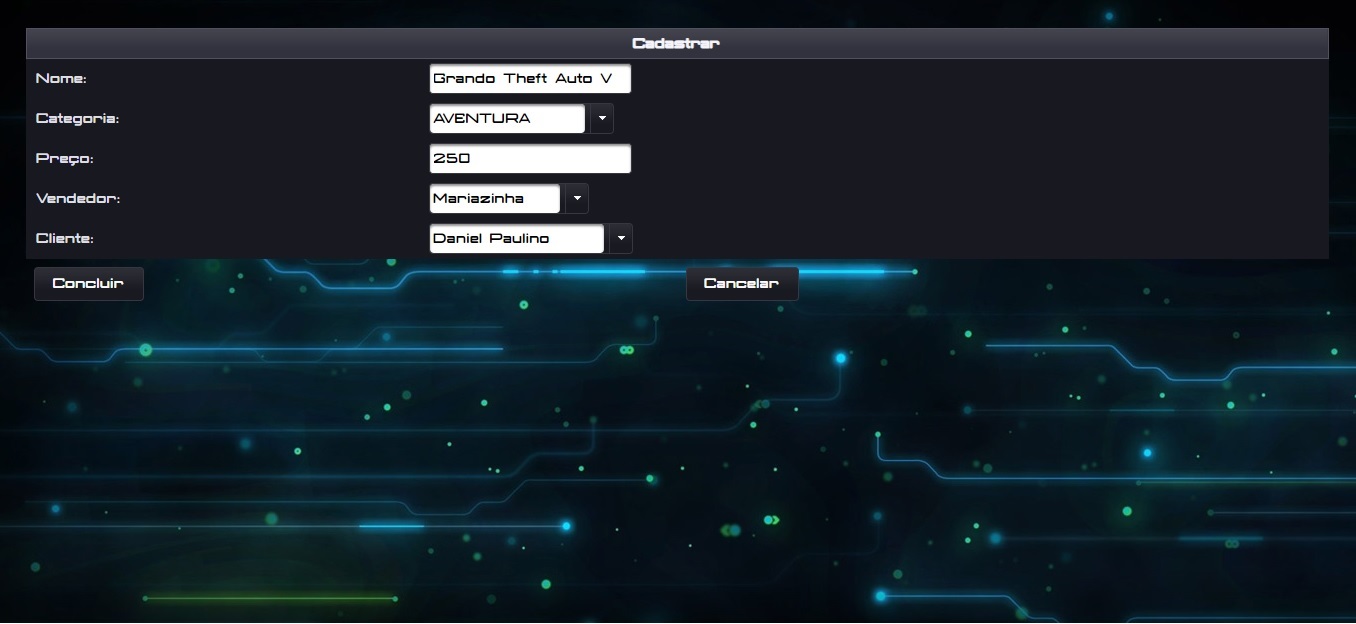 Cadastrar
Nome: Grando Theft Auto V
Categoria: AVENTURA
Preço: 250
Vendedor: Mariazinha
Cliente: Daniel Paulino
Concluir Cancelar